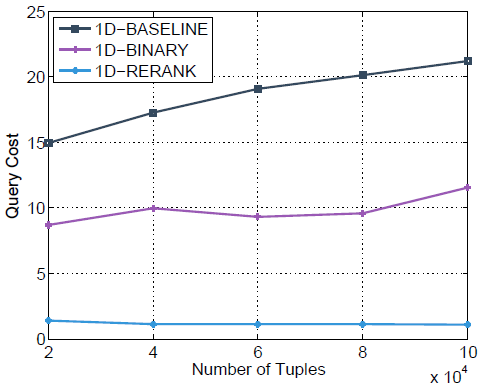 25
20
15
10
5
0
Query Cost
1D−BASELINE
1D−BINARY
1D−RERANK
2 4 6 8 10
Number of Tuples
x 10^4